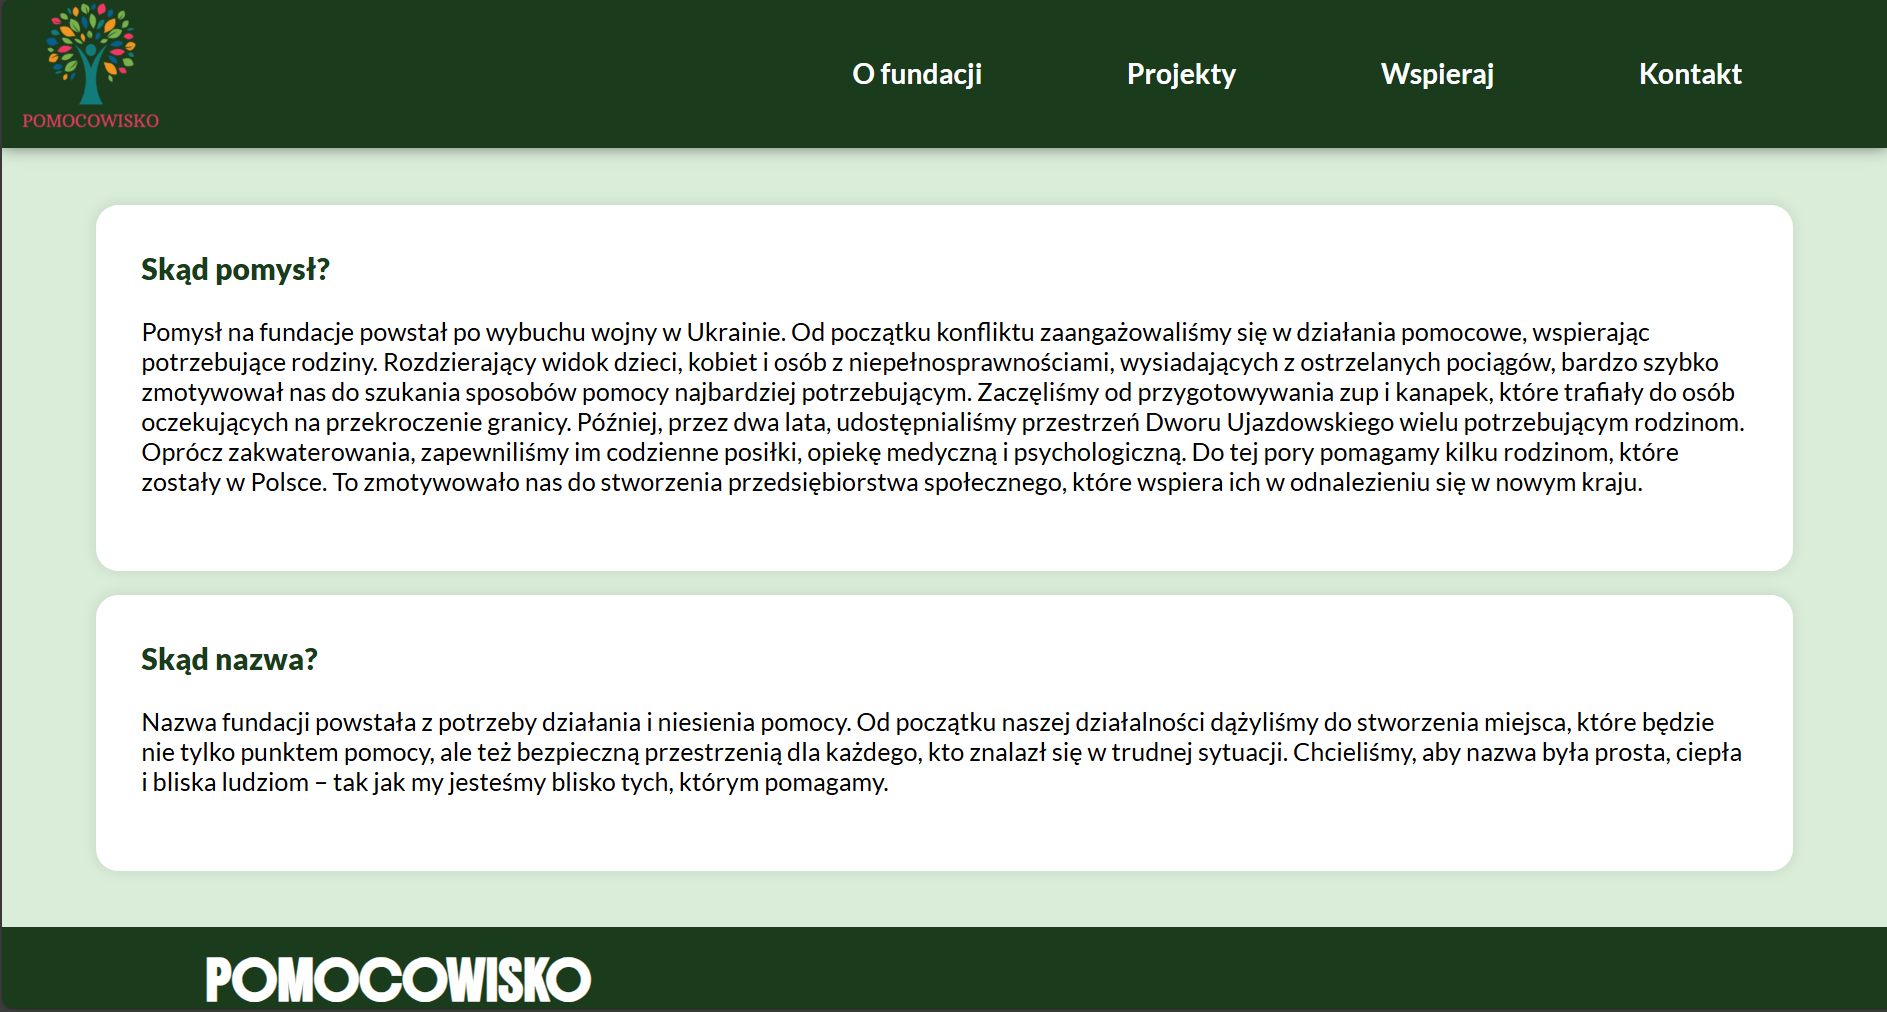 POMOCOWISKO
O fundacji
Projekty
Wspieraj
Kontakt
Skąd pomysł?
Pomysł na fundacje powstał po wybuchu wojny w Ukrainie. Od początku konfliktu zaangażowaliśmy się w działania pomocowe, wspierając
potrzebujące rodziny. Rozdzierający widok dzieci, kobiet i osób z niepełnosprawnościami, wysiadających z ostrzelanych pociągów, bardzo szybko
zmotywował nas do szukania sposobów pomocy najbardziej potrzebującym. Zaczęliśmy od przygotowywania zup i kanapek, które trafiały do osób
oczekujących na przekroczenie granicy. Później, przez dwa lata, udostępnialiśmy przestrzeń Dworu Ujazdowskiego wielu potrzebującym rodzinom.
Oprócz zakwaterowania, zapewniliśmy im codzienne posiłki, opiekę medyczną i psychologiczną. Do tej pory pomagamy kilku rodzinom, które
zostały w Polsce. To zmotywowało nas do stworzenia przedsiębiorstwa społecznego, które wspiera ich w odnalezieniu się w nowym kraju.
Skąd nazwa?
Nazwa fundacji powstała z potrzeby działania i niesienia pomocy. Od początku naszej działalności dążyliśmy do stworzenia miejsca, które będzie
nie tylko punktem pomocy, ale też bezpieczną przestrzenią dla każdego, kto znalazł się w trudnej sytuacji. Chcieliśmy, aby nazwa była prosta, ciepła
i bliska ludziom – tak jak my jesteśmy blisko tych, którym pomagamy.
POMOCOWISKO